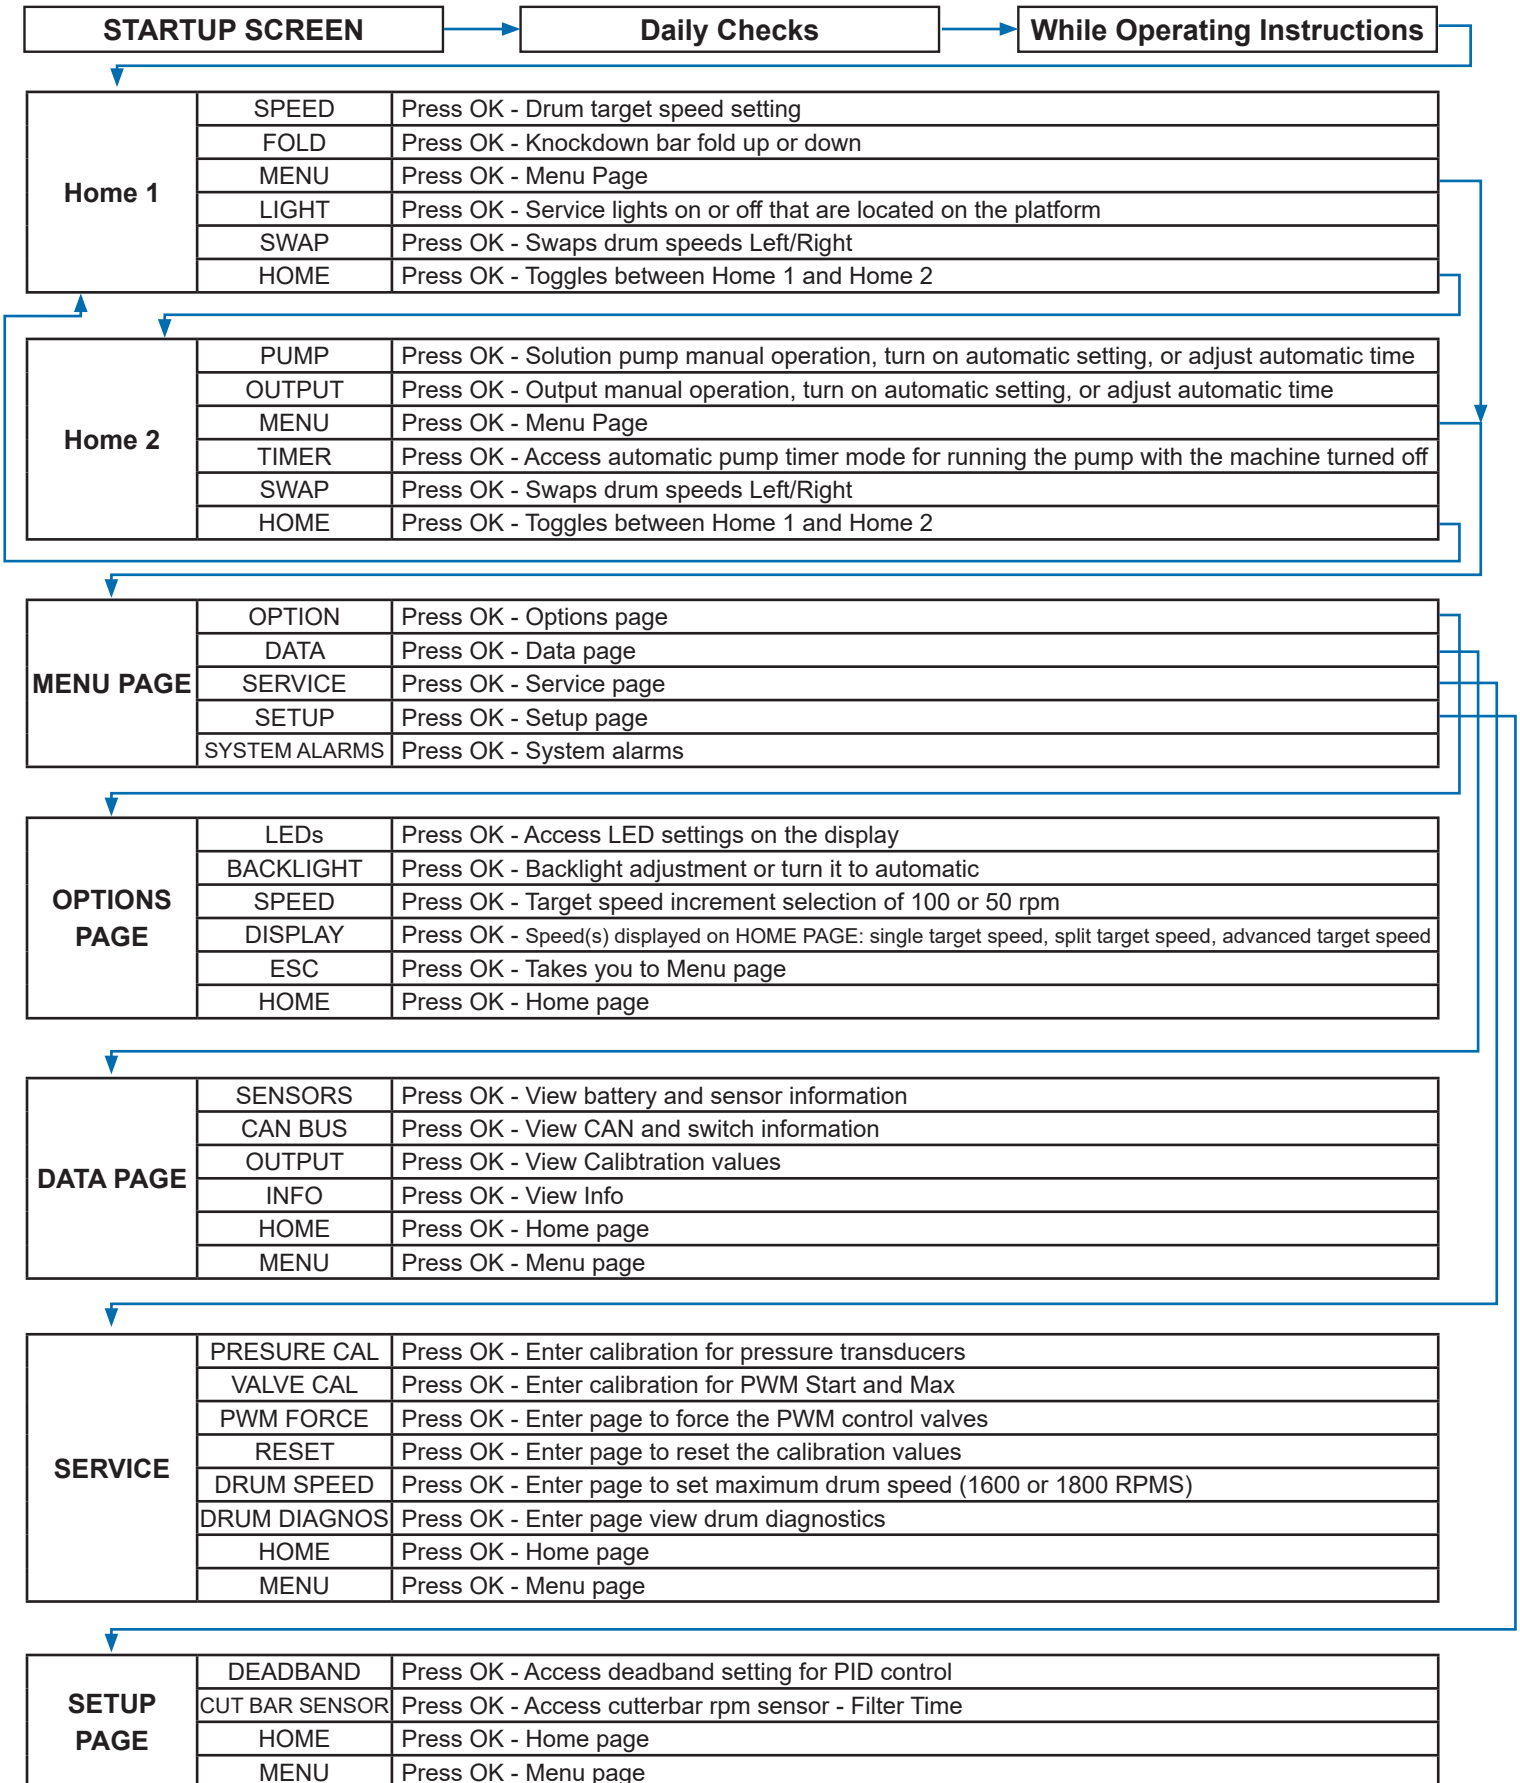 STARTUP SCREEN Daily Checks While Operating Instructions
Home 1
SPEED Press OK - Drum target speed setting
FOLD Press OK - Knockdown bar fold up or down
MENU Press OK - Menu Page
LIGHT Press OK - Service lights on or off that are located on the platform
SWAP Press OK - Swaps drum speeds Left/Right
HOME Press OK - Toggles between Home 1 and Home 2
Home 2
PUMP Press OK - Solution pump manual operation, turn on automatic setting, or adjust automatic time
OUTPUT Press OK - Output manual operation, turn on automatic setting, or adjust automatic time
MENU Press OK - Menu Page
TIMER Press OK - Access automatic pump timer mode for running the pump with the machine turned off
SWAP Press OK - Swaps drum speeds Left/Right
HOME Press OK - Toggles between Home 1 and Home 2
MENU PAGE
OPTION Press OK - Options page
DATA Press OK - Data page
SERVICE Press OK - Service page
SETUP Press OK - Setup page
SYSTEM ALARMS Press OK - System alarms
OPTIONS
PAGE
LEDs Press OK - Access LED settings on the display
BACKLIGHT Press OK - Backlight adjustment or turn it to automatic
SPEED Press OK - Target speed increment selection of 100 or 50 rpm
DISPLAY Press OK - Speed(s) displayed on HOME PAGE: single target speed, split target speed, advanced target speed
ESC Press OK - Takes you to Menu page
HOME Press OK - Home page
DATA PAGE
SENSORS Press OK - View battery and sensor information
CAN BUS Press OK - View CAN and switch information
OUTPUT Press OK - View Calibtration values
INFO Press OK - View Info
HOME Press OK - Home page
MENU Press OK - Menu page
SERVICE
PRESURE CAL Press OK - Enter calibration for pressure transducers
VALVE CAL Press OK - Enter calibration for PWM Start and Max
PWM FORCE Press OK - Enter page to force the PWM control valves
RESET Press OK - Enter page to reset the calibration values
DRUM SPEED Press OK - Enter page to set maximum drum speed (1600 or 1800 RPMS)
DRUM DIAGNOS Press OK - Enter page view drum diagnostics
HOME Press OK - Home page
MENU Press OK - Menu page
SETUP
PAGE
DEADBAND Press OK - Access deadband setting for PID control
CUT BAR SENSOR Press OK - Access cutterbar rpm sensor - Filter Time
HOME Press OK - Home page
MENU Press OK - Menu page